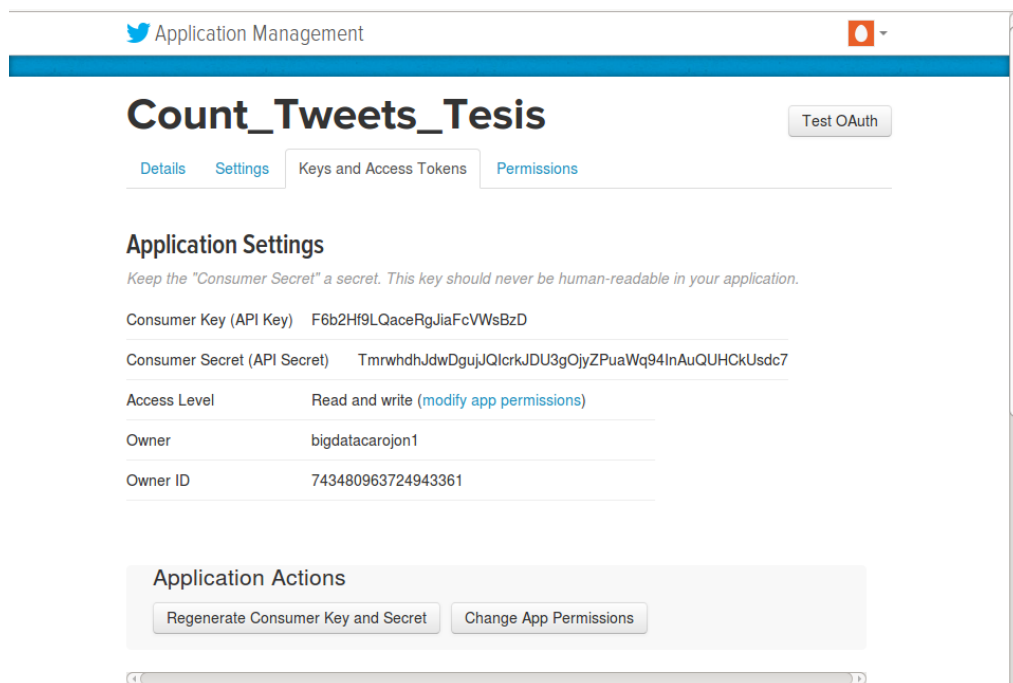 Application Management
Count_Tweets_Tesis
Test OAuth
Details Settings Keys and Access Tokens Permissions
Application Settings
Keep the "Consumer Secret" a secret. This key should never be human-readable in your application.
Consumer Key (API Key) F6b2Hf9LQaceRgJiaFcVWsBzD
Consumer Secret (API Secret)
Access Level Read and write (modify app permissions)
Owner bigdatacarojon1
Owner ID 743480963724943361
Application Actions
Regenerate Consumer Key and Secret Change App Permissions